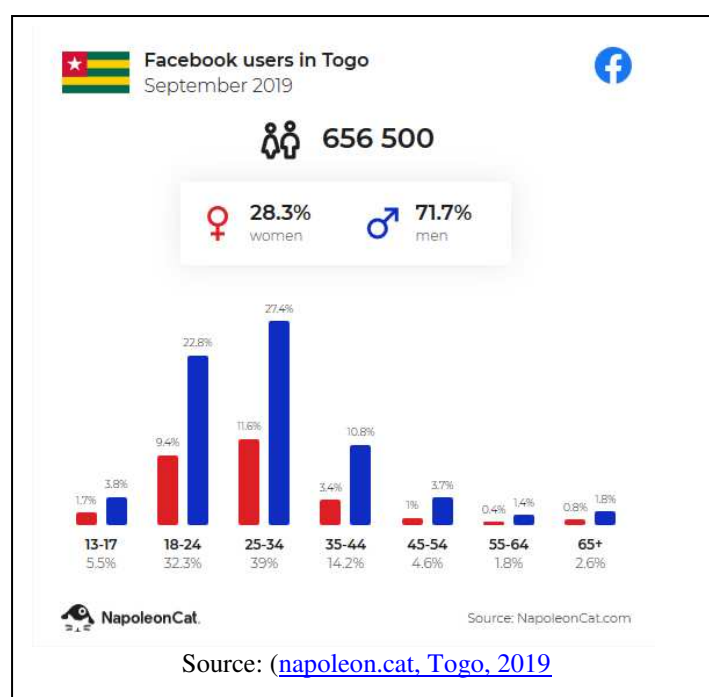 Facebook users in Togo
September 2019
656 500
28.3%
women
71.7%
men
1.7% 3.8% 9.4% 22.8% 11.6% 27.4% 3.4% 10.8% 1% 3.7% 0.4% 1.4% 0.8% 1.8%
13-17 18-24 25-34 35-44 45-54 55-64 65+
5.5% 32.3% 39% 14.2% 4.6% 1.8% 2.6%
NapoleonCat. Source: NapoleonCat.com
Source: (napoleon.cat, Togo, 2019